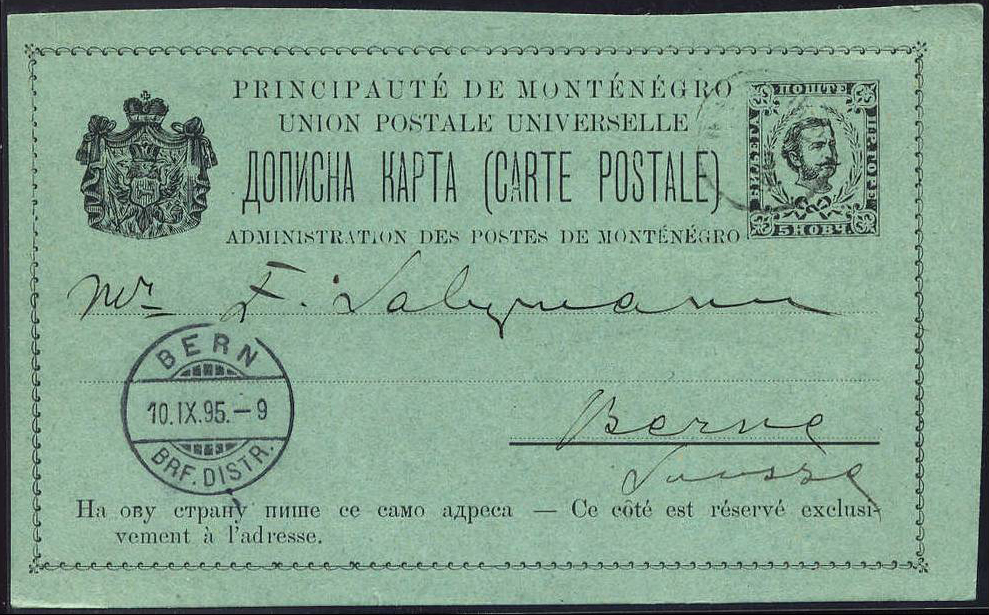 PRINCIPAUTÉ DE MONTÉNÉGRO
UNION POSTALE UNIVERSELLE
ДОПИСНА КАРТА (CARTE POSTALE)
ADMINISTRATION DES POSTES DE MONTÉNÉGRO
ПОШТЕ
5 НОВЧ.
Mr F.
BERN
10.IX.95.–9
BRF. DISTR.
Berne
Suisse
На ову страну пише се само адреса — Ce côté est réservé exclusi-
vement à l'adresse.